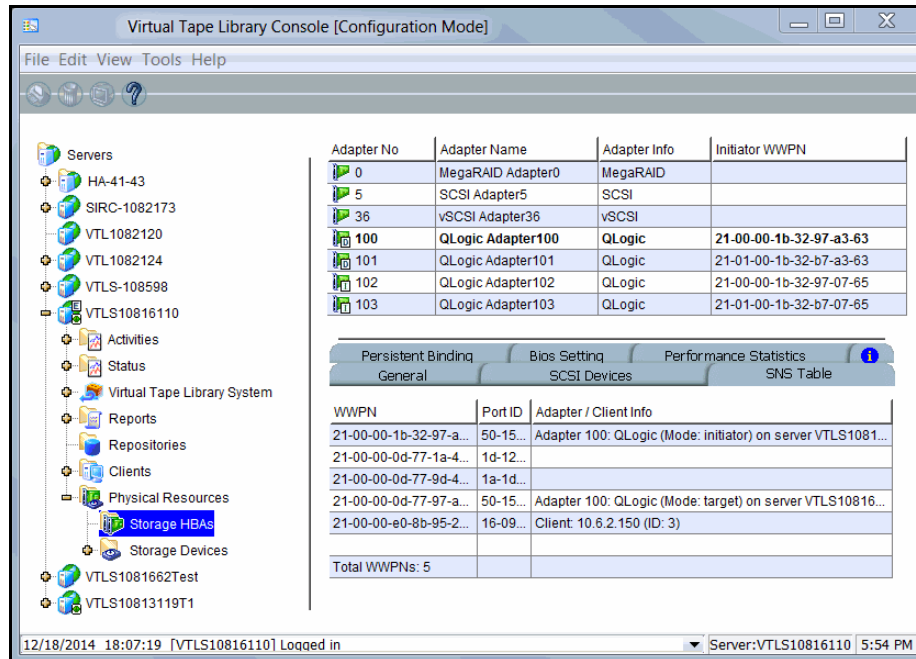 Virtual Tape Library Console [Configuration Mode]
File Edit View Tools Help
Servers
HA-41-43
SIRC-1082173
VTL1082120
VTL1082124
VTLS-108598
VTLS10816110
Activities
Status
Virtual Tape Library System
Reports
Repositories
Clients
Physical Resources
Storage HBAs
Storage Devices
VTLS1081662Test
VTLS10813119T1
Adapter No Adapter Name Adapter Info Initiator WWPN
0 MegaRAID Adapter0 MegaRAID
5 SCSI Adapter5 SCSI
36 vSCSI Adapter36 vSCSI
100 QLogic Adapter100 QLogic 21-00-00-1b-32-97-a3-63
101 QLogic Adapter101 QLogic 21-01-00-1b-32-b7-a3-63
102 QLogic Adapter102 QLogic 21-00-00-1b-32-97-07-65
103 QLogic Adapter103 QLogic 21-01-00-1b-32-b7-07-65
Persistent Binding Bios Setting Performance Statistics i
General SCSI Devices SNS Table
WWPN Port ID Adapter / Client Info
21-00-00-1b-32-97-a... 50-15... Adapter 100: QLogic (Mode: initiator) on server VTLS1081...
21-00-00-0d-77-1a-4... 1d-12...
21-00-00-0d-77-9d-4... 1a-1d...
21-00-00-0d-77-97-a... 50-15... Adapter 100: QLogic (Mode: target) on server VTLS10816...
21-00-00-e0-8b-95-2... 16-09... Client: 10.6.2.150 (ID: 3)
Total WWPNs: 5
12/18/2014 18:07:19 [VTLS10816110] Logged in
Server:VTLS10816110 5:54 PM